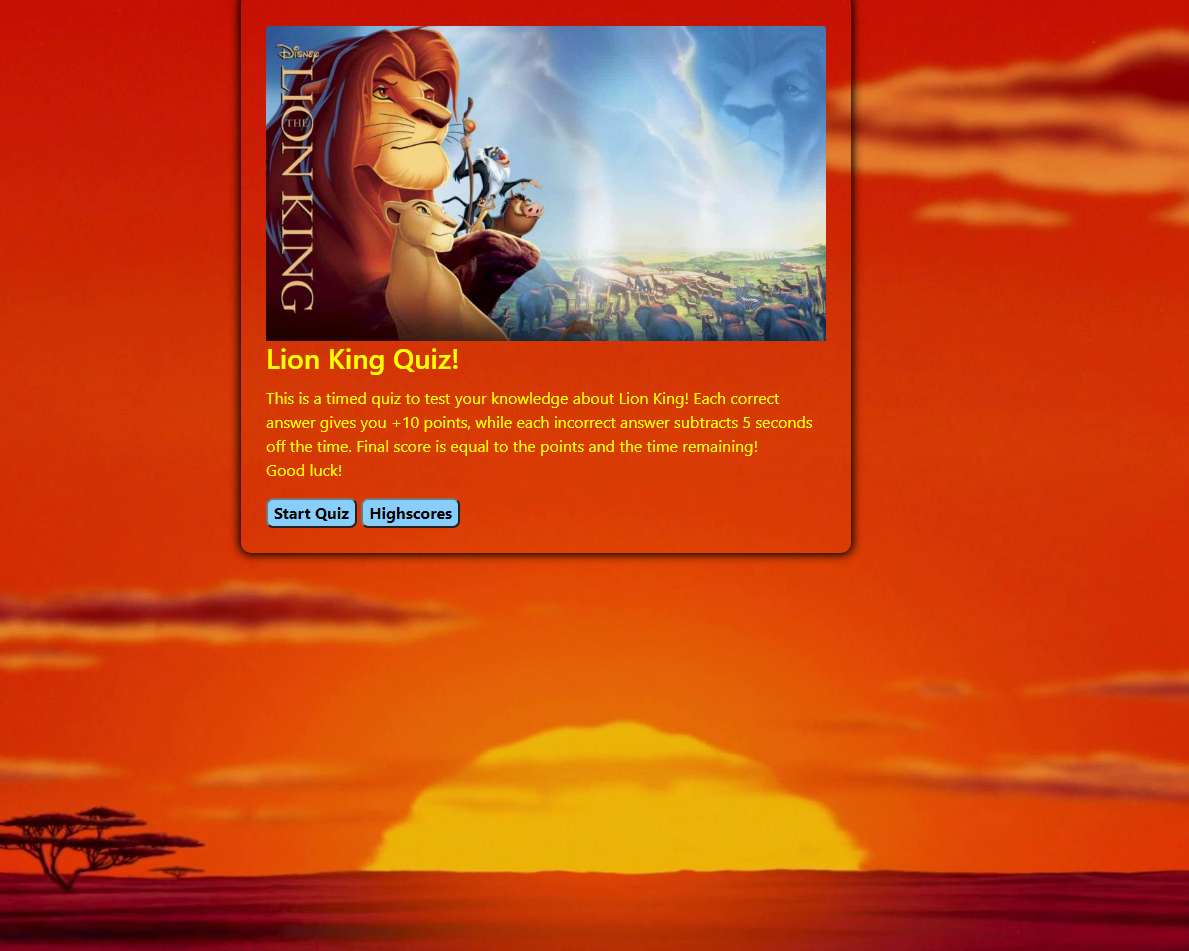 Disney
THE
LION KING
Lion King Quiz!
This is a timed quiz to test your knowledge about Lion King! Each correct
answer gives you +10 points, while each incorrect answer subtracts 5 seconds
off the time. Final score is equal to the points and the time remaining!
Good luck!
Start Quiz Highscores